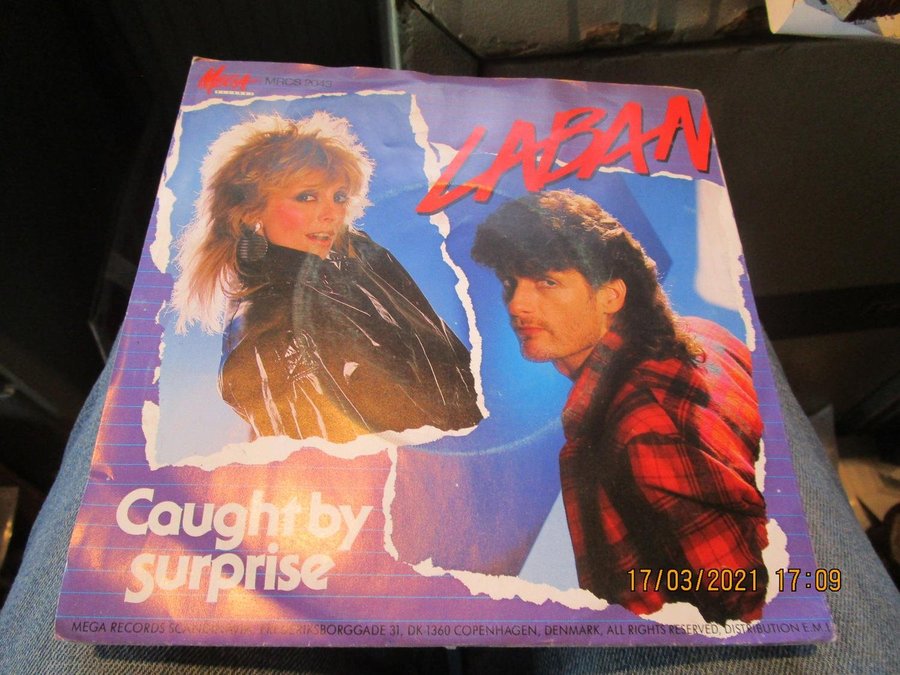 MEGA
RECORDS
MRCS 2043
LABAN
Caught by
surprise
17/03/2021 17:09
MEGA RECORDS SCANDINAVIA, FREDERIKSBORGGADE 31, DK-1360 COPENHAGEN, DENMARK, ALL RIGHTS RESERVED, DISTRIBUTION E.M.I.